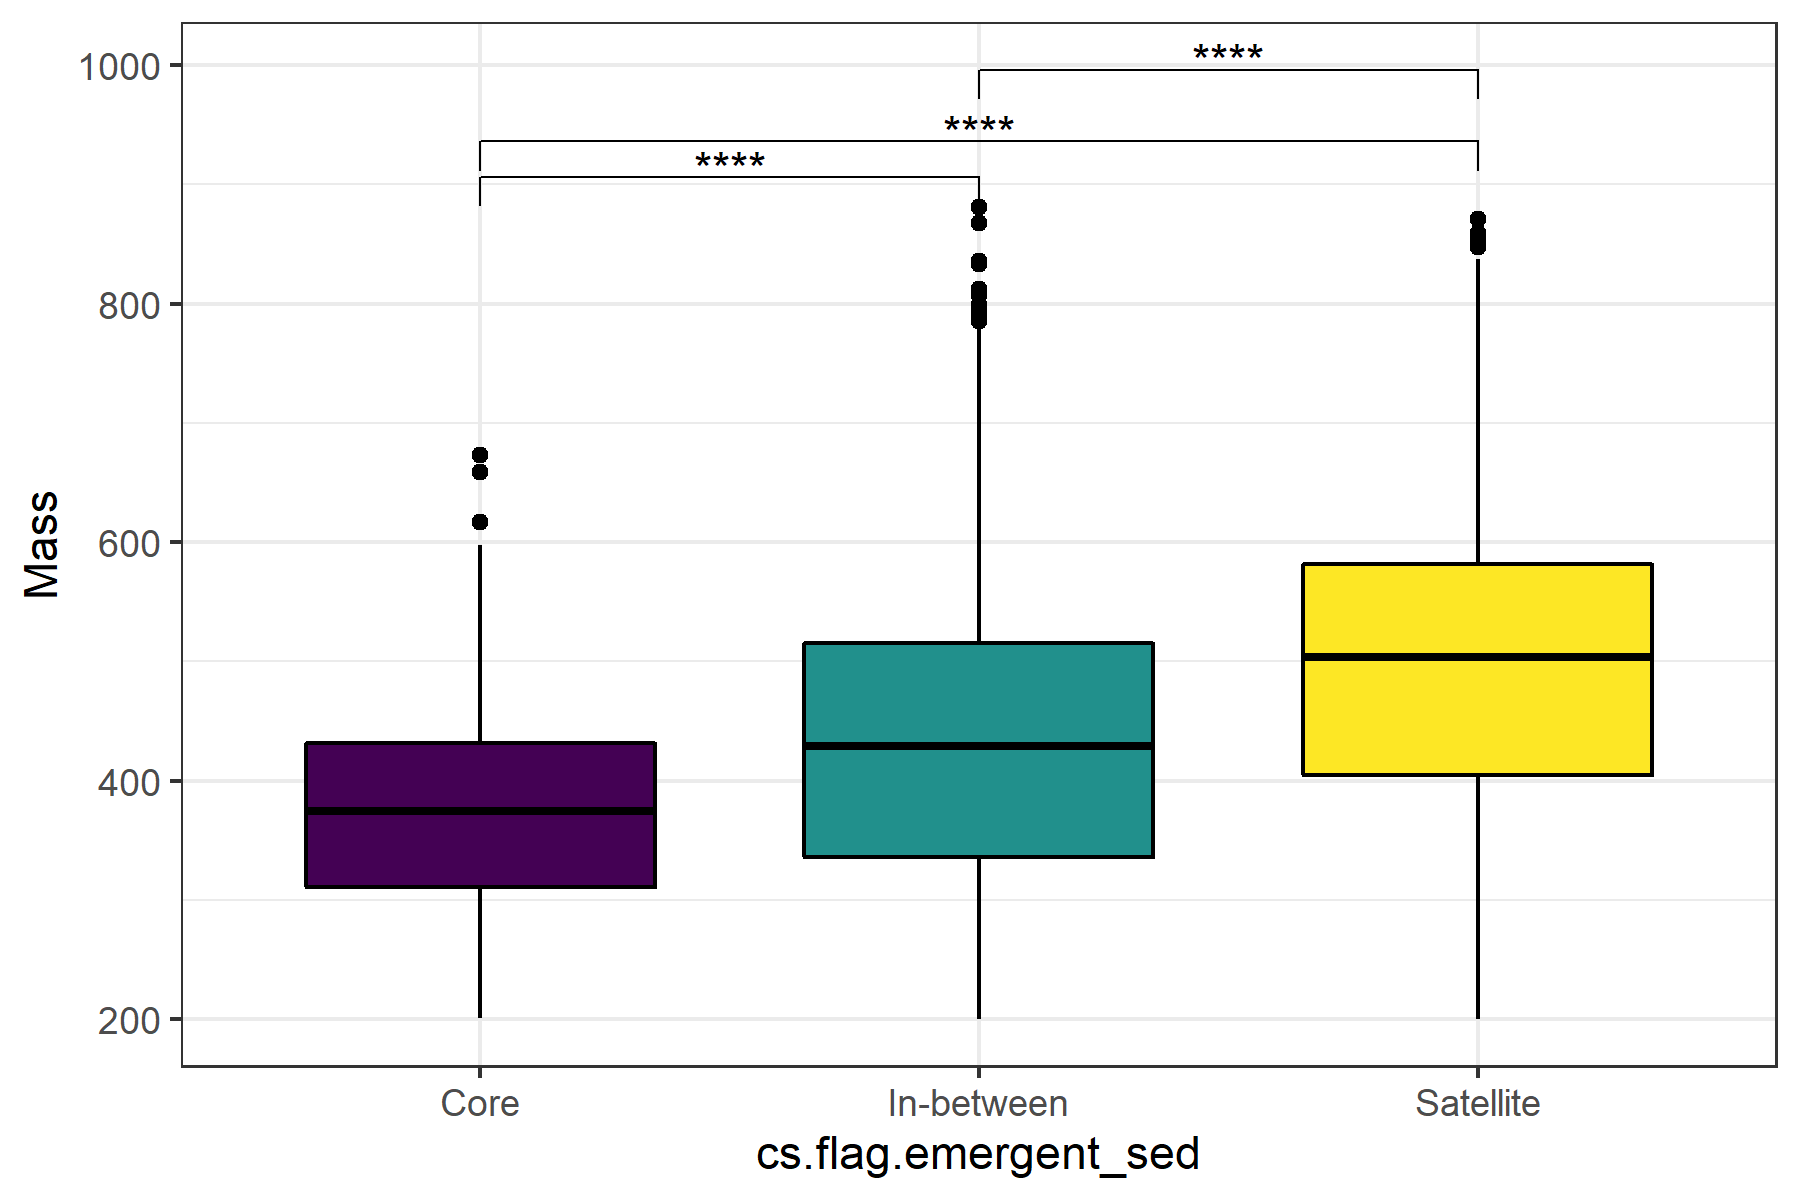 1000
800
600
400
200
Mass
****
****
****
Core
In-between
Satellite
cs.flag.emergent_sed